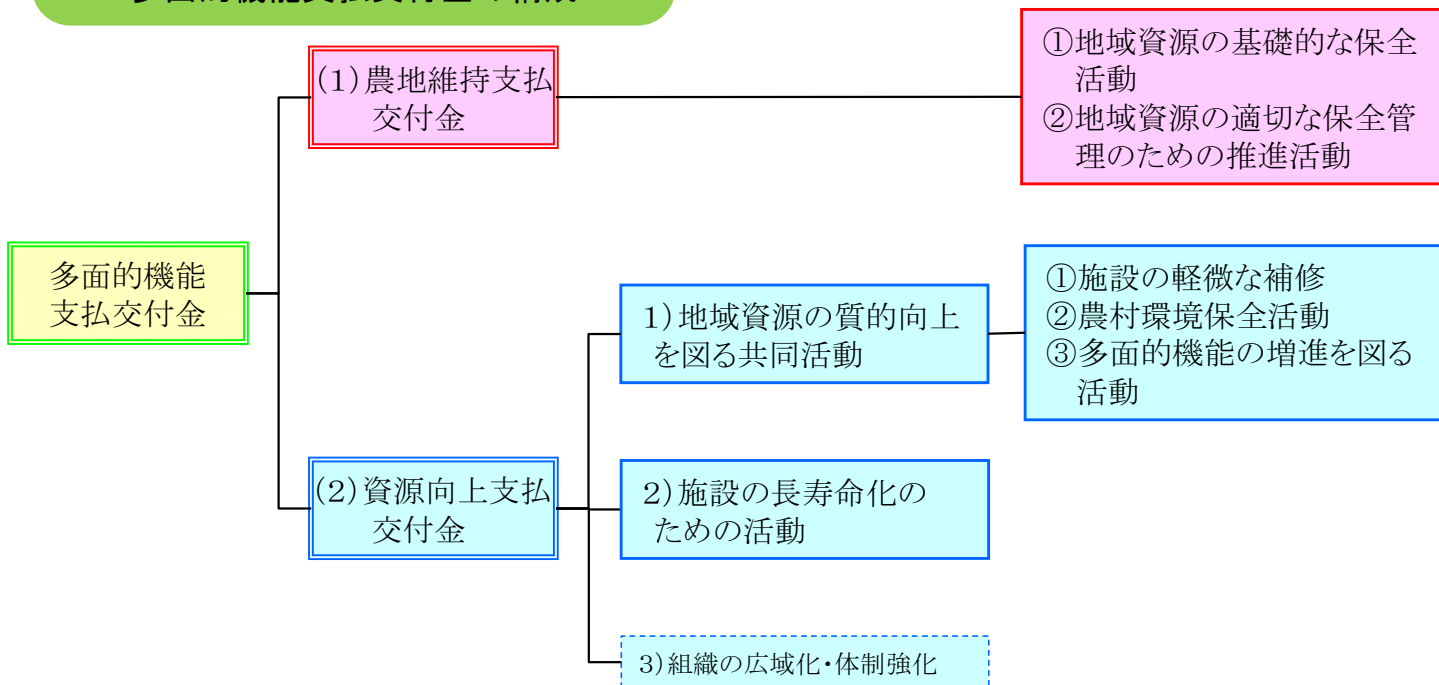 (1)農地維持支払
交付金
①地域資源の基礎的な保全
活動
②地域資源の適切な保全管
理のための推進活動
多面的機能
支払交付金
1)地域資源の質的向上
を図る共同活動
①施設の軽微な補修
②農村環境保全活動
③多面的機能の増進を図る
活動
(2)資源向上支払
交付金
2)施設の長寿命化の
ための活動
3)組織の広域化・体制強化